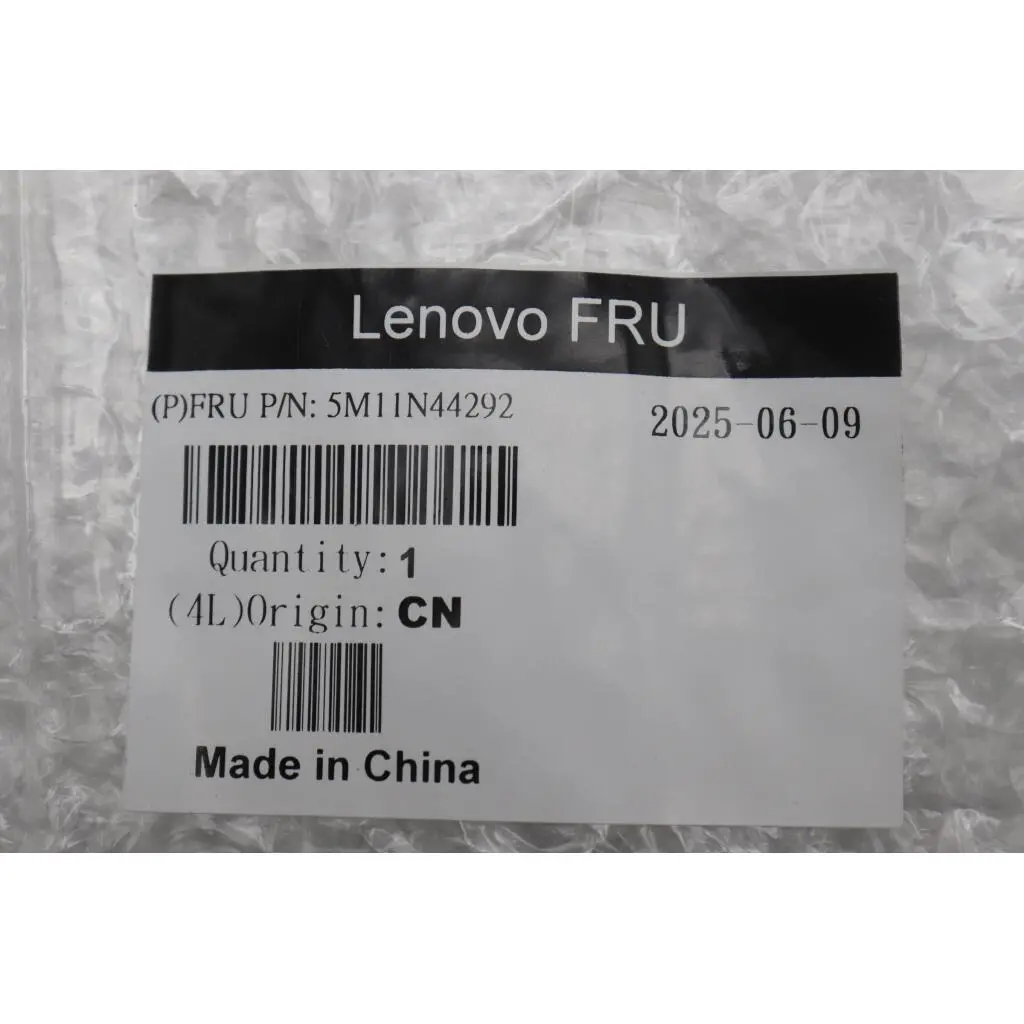 Lenovo FRU
(P)FRU P/N: 5M11N44292
2025-06-09
Quantity: 1
(4L)Origin: CN
Made in China